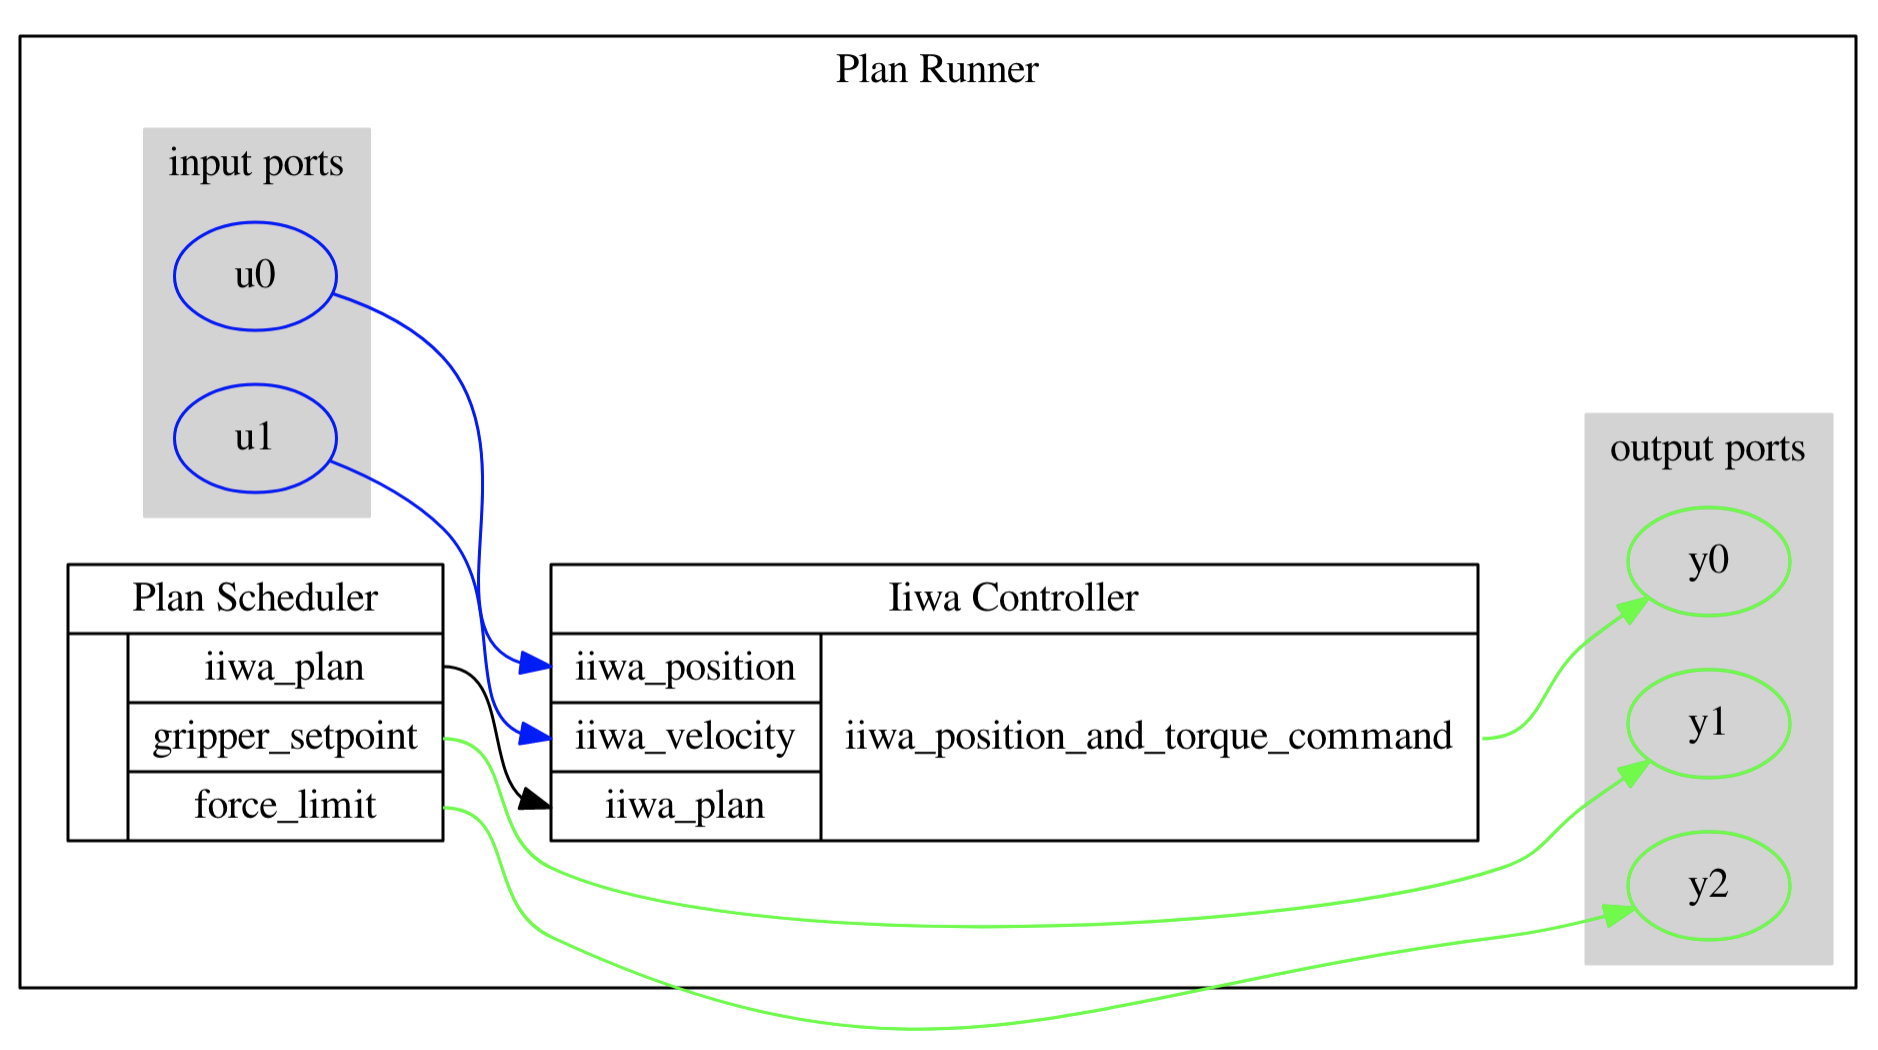 Plan Runner
input ports
u0
u1
Plan Scheduler
iiwa_plan
gripper_setpoint
force_limit
Iiwa Controller
iiwa_position
iiwa_velocity
iiwa_plan
iiwa_position_and_torque_command
output ports
y0
y1
y2